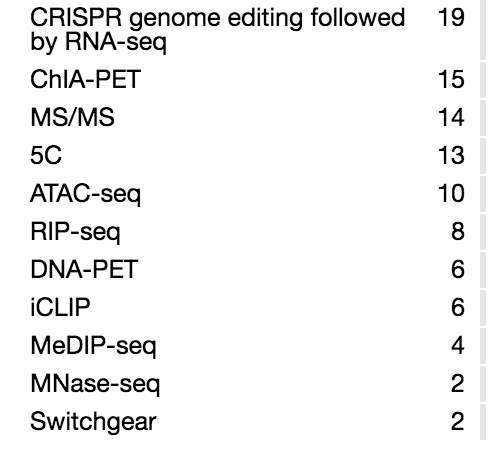 CRISPR genome editing followed 19
by RNA-seq
ChIA-PET 15
MS/MS 14
5C 13
ATAC-seq 10
RIP-seq 8
DNA-PET 6
iCLIP 6
MeDIP-seq 4
MNase-seq 2
Switchgear 2